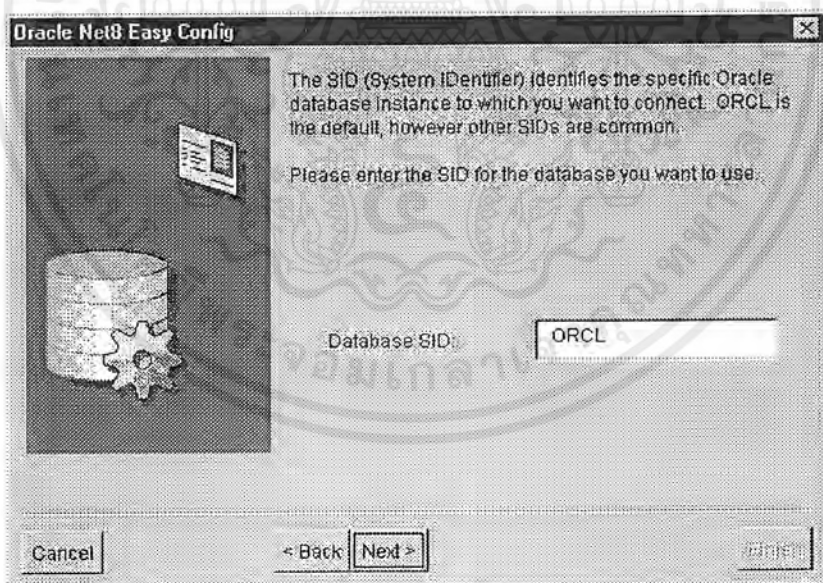 Oracle Net8 Easy Config
The SID (System IDentifier) identifies the specific Oracle
database instance to which you want to connect. ORCL is
the default, however other SIDs are common.
Please enter the SID for the database you want to use.
Database SID:
ORCL
Cancel
< Back
Next >
Finish